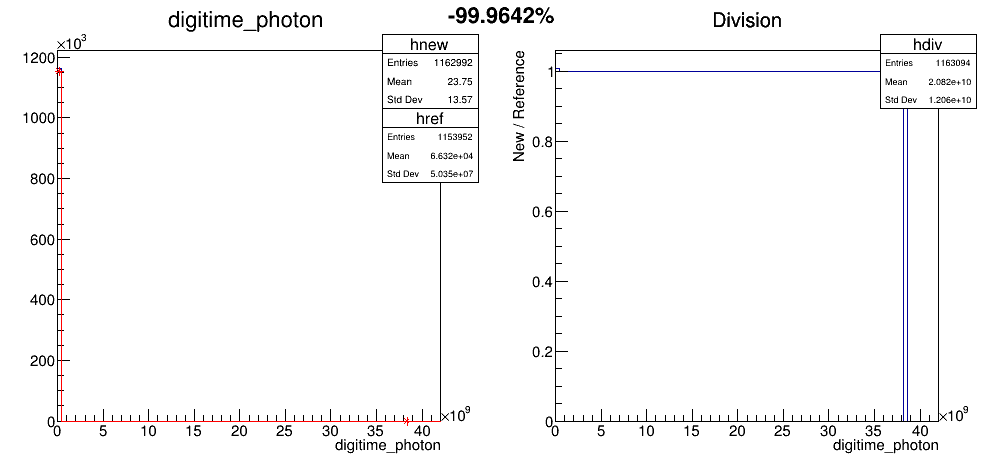 -99.9642%
digitime_photon
×10³
hnew
Entries 1162992
Mean 23.75
Std Dev 13.57
href
Entries 1153952
Mean 6.632e+04
Std Dev 5.035e+07
1200
1000
800
600
400
200
0
0 5 10 15 20 25 30 35 40
×10⁹
digitime_photon
Division
hdiv
Entries 1163094
Mean 2.082e+10
Std Dev 1.206e+10
New / Reference
1
0.8
0.6
0.4
0.2
0
0 5 10 15 20 25 30 35 40
×10⁹
digitime_photon